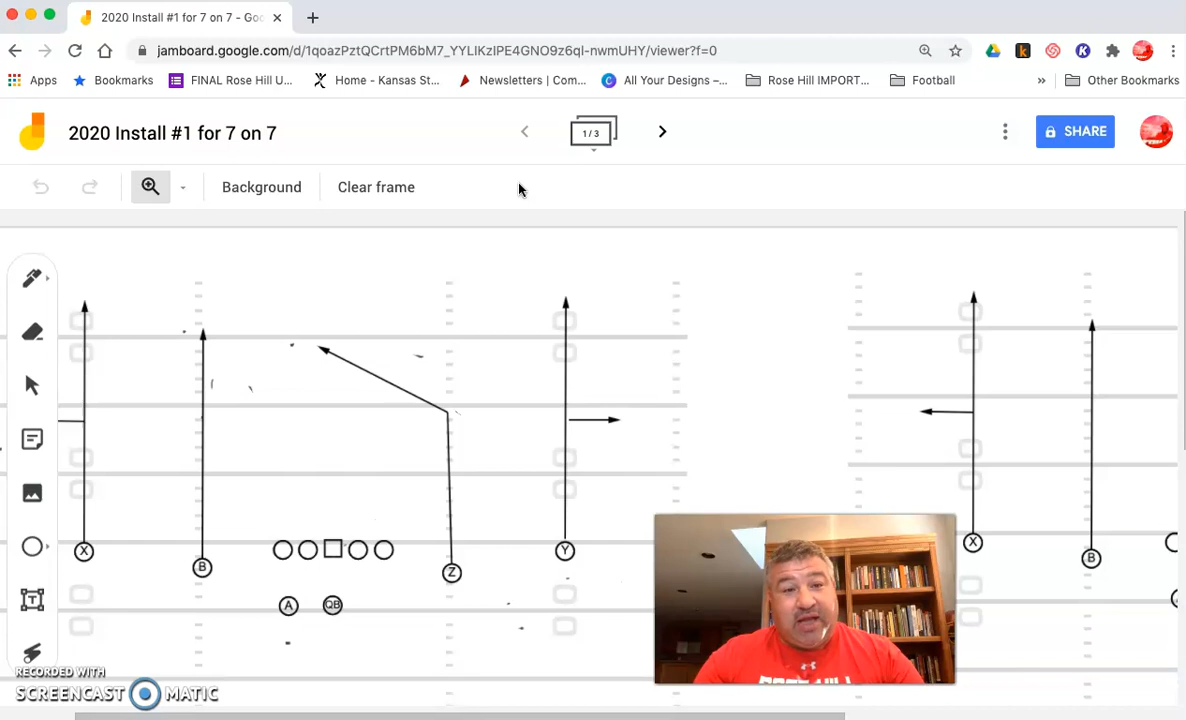 2020 Install #1 for 7 on 7 - Goo
jamboard.google.com/d/1qoazPztQCrtPM6bM7_YYLIKzIPE4GNO9z6qI-nwmUHY/viewer?f=0
Apps Bookmarks FINAL Rose Hill U... Home - Kansas St... Newsletters | Com... All Your Designs –... Rose Hill IMPORT... Football » Other Bookmarks
2020 Install #1 for 7 on 7
1/3
SHARE
Background Clear frame
X B Z Y X B
A QB
RECORDED WITH
SCREENCAST MATIC